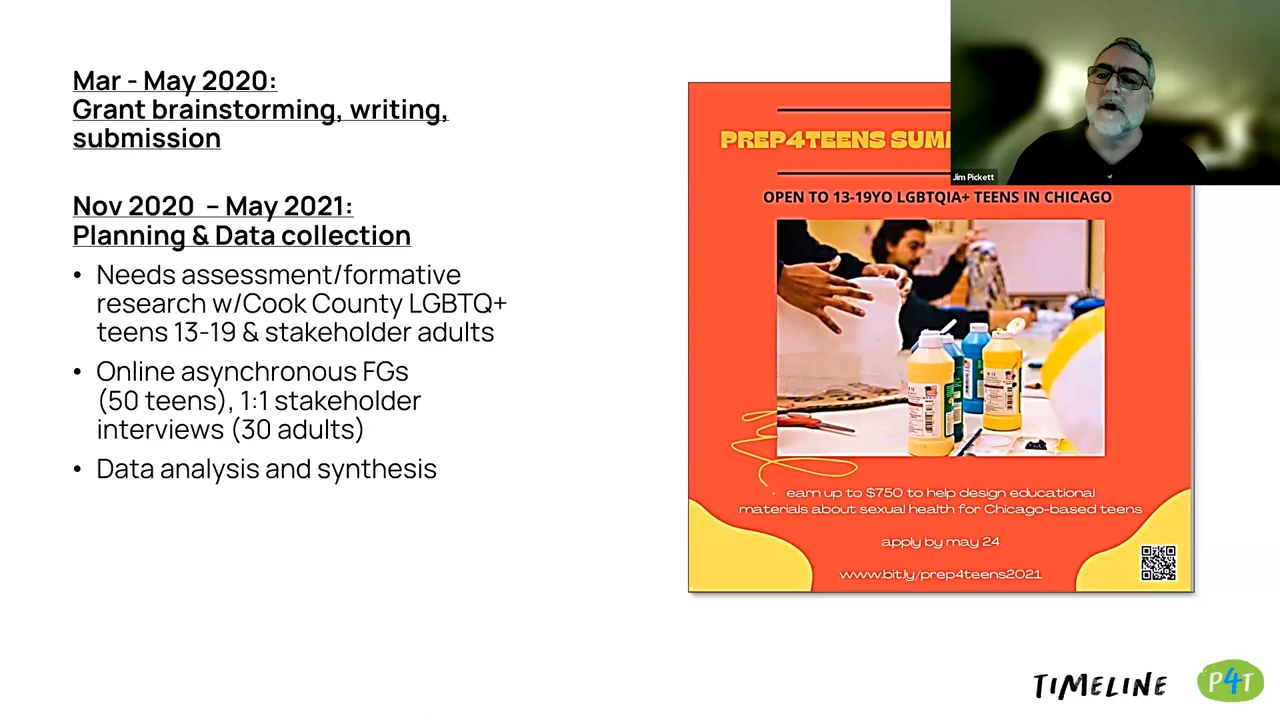 Mar - May 2020:
Grant brainstorming, writing,
submission
Nov 2020 – May 2021:
Planning & Data collection
• Needs assessment/formative
research w/Cook County LGBTQ+
teens 13-19 & stakeholder adults
• Online asynchronous FGs
(50 teens), 1:1 stakeholder
interviews (30 adults)
• Data analysis and synthesis
PREP4TEENS
OPEN TO 13-19YO LGBTQIA+ TEENS IN CHICAGO
earn up to $750 to help design educational
materials about sexual health for Chicago-based teens
apply by may 24
www.bit.ly/prep4teens2021
Jim Pickett
TIMELINE
P4T